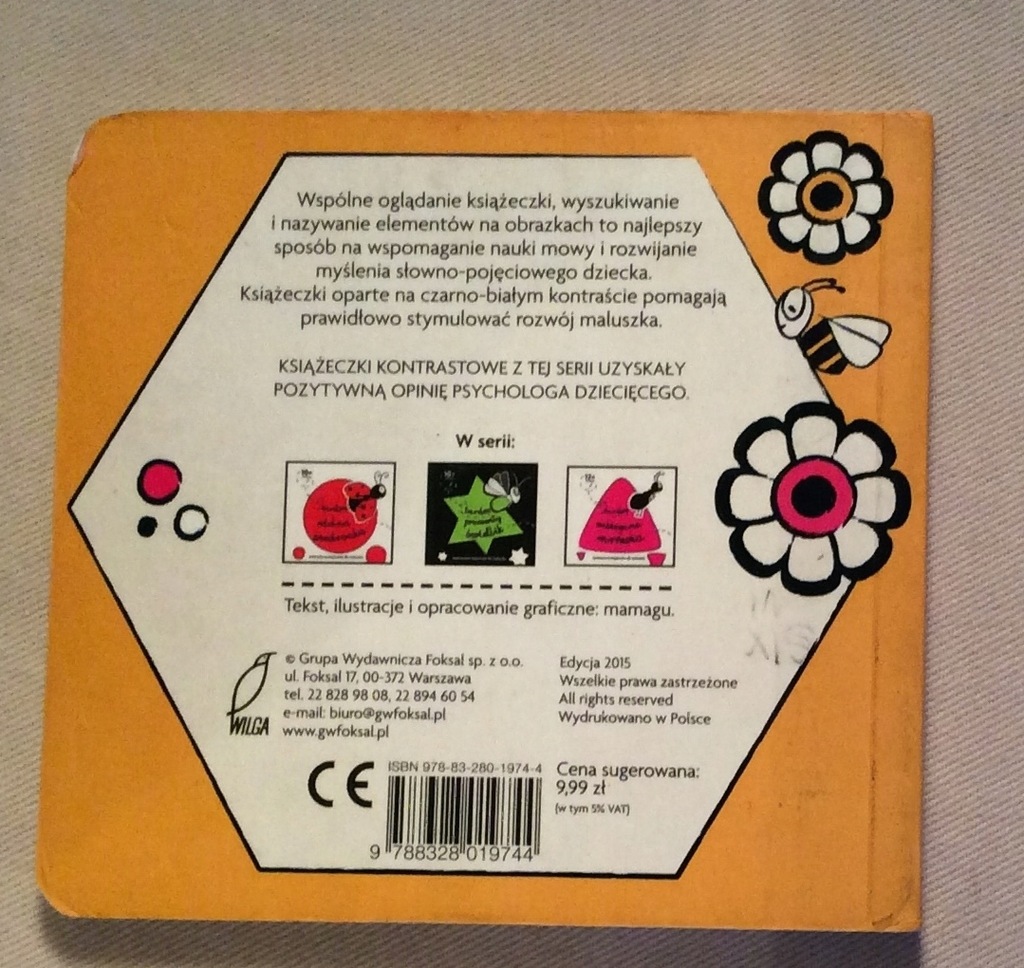 Wspólne oglądanie książeczki, wyszukiwanie
i nazywanie elementów na obrazkach to najlepszy
sposób na wspomaganie nauki mowy i rozwijanie
myślenia słowno-pojęciowego dziecka.
Książeczki oparte na czarno-białym kontraście pomagają
prawidłowo stymulować rozwój maluszka.
KSIĄŻECZKI KONTRASTOWE Z TEJ SERII UZYSKAŁY
POZYTYWNĄ OPINIĘ PSYCHOLOGA DZIECIĘCEGO.
W serii:
Tekst, ilustracje i opracowanie graficzne: mamagu.
WILGA
© Grupa Wydawnicza Foksal sp. z o.o.
ul. Foksal 17, 00-372 Warszawa
tel. 22 828 98 08, 22 894 60 54
e-mail: biuro@gwfoksal.pl
www.gwfoksal.pl
Edycja 2015
Wszelkie prawa zastrzeżone
All rights reserved
Wydrukowano w Polsce
CE
ISBN 978-83-280-1974-4
9 788328 019744
Cena sugerowana:
9,99 zł
(w tym 5% VAT)